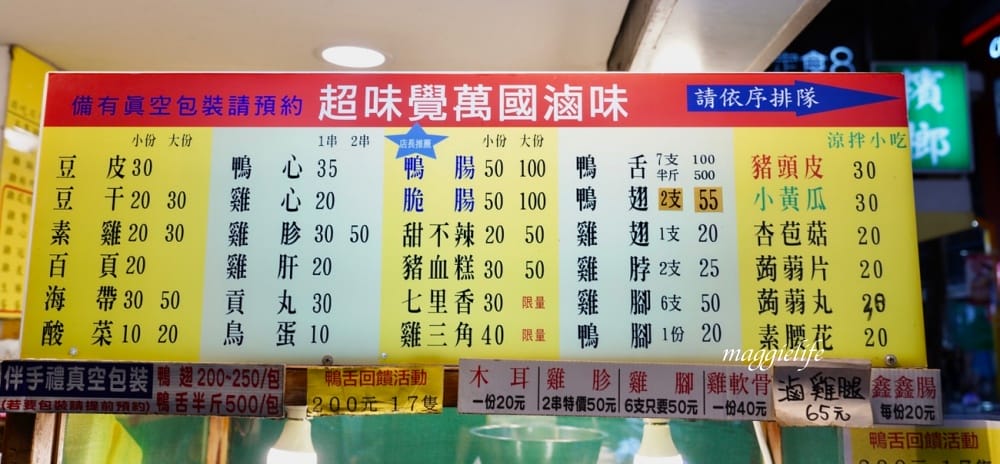 備有真空包裝請預約 超味覺萬國滷味 請依序排隊
小份 大份
豆皮 30
豆干 20 30
素雞 20 30
百頁 20
海帶 30 50
酸菜 10 20
1串 2串
鴨心 35
雞心 20
雞胗 30 50
雞肝 20
貢丸 30
鳥蛋 10
店長推薦 小份 大份
鴨腸 50 100
脆腸 50 100
甜不辣 20 50
豬血糕 30 50
七里香 30 限量
雞三角 40 限量
鴨舌 7支 100
半斤 500
鴨翅 2支 55
雞翅 1支 20
雞脖 2支 25
雞腳 6支 50
鴨腳 1份 20
涼拌小吃
豬頭皮 30
小黃瓜 30
杏苞菇 20
蒟蒻片 20
蒟蒻丸 20
素腰花 20
maggielife
伴手禮真空包裝 鴨翅200~250/包
(若要包裝請提前預約) 鴨舌半斤500/包
鴨舌回饋活動
200元 17隻
木耳
一份20元
雞胗
2串特價50元
雞腳
6支只要50元
雞軟骨
一份40元
滷雞腿
65元
鑫鑫腸
每份20元
鴨舌回饋活動
200元 17隻
濱鄉